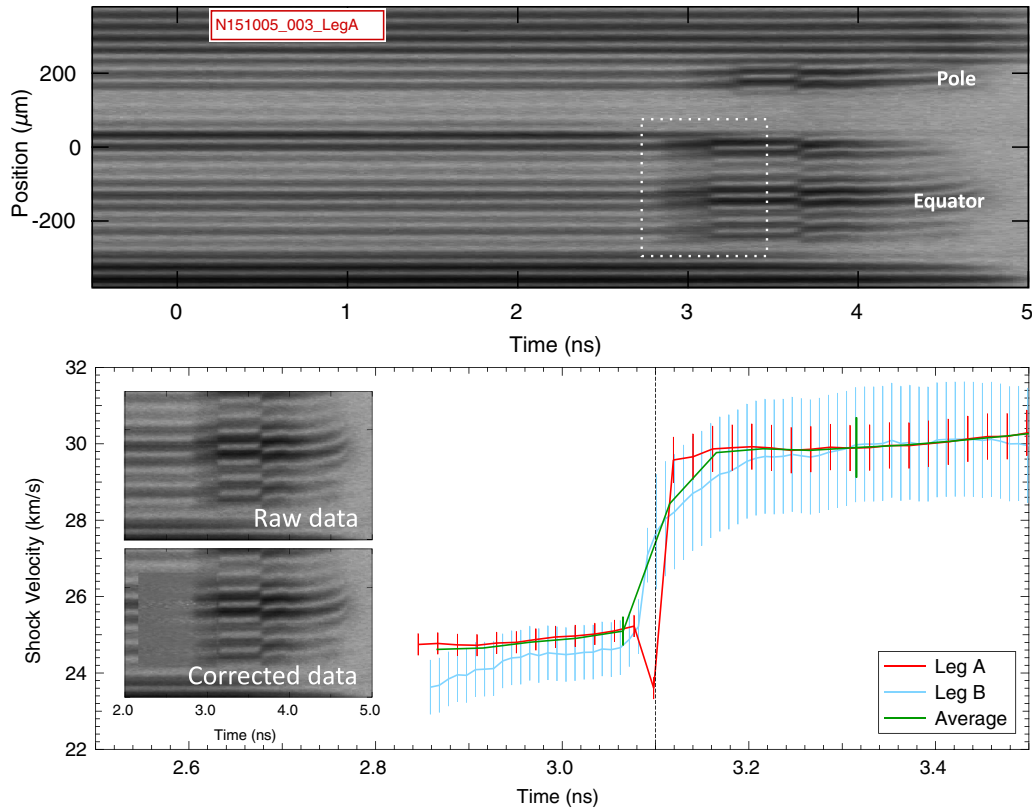 N151005_003_LegA
Position (μm)
200
0
-200
Pole
Equator
0 1 2 3 4 5
Time (ns)
Shock Velocity (km/s)
32
30
28
26
24
22
Raw data
Corrected data
2.0 3.0 4.0 5.0
Time (ns)
Leg A
Leg B
Average
2.6 2.8 3.0 3.2 3.4
Time (ns)